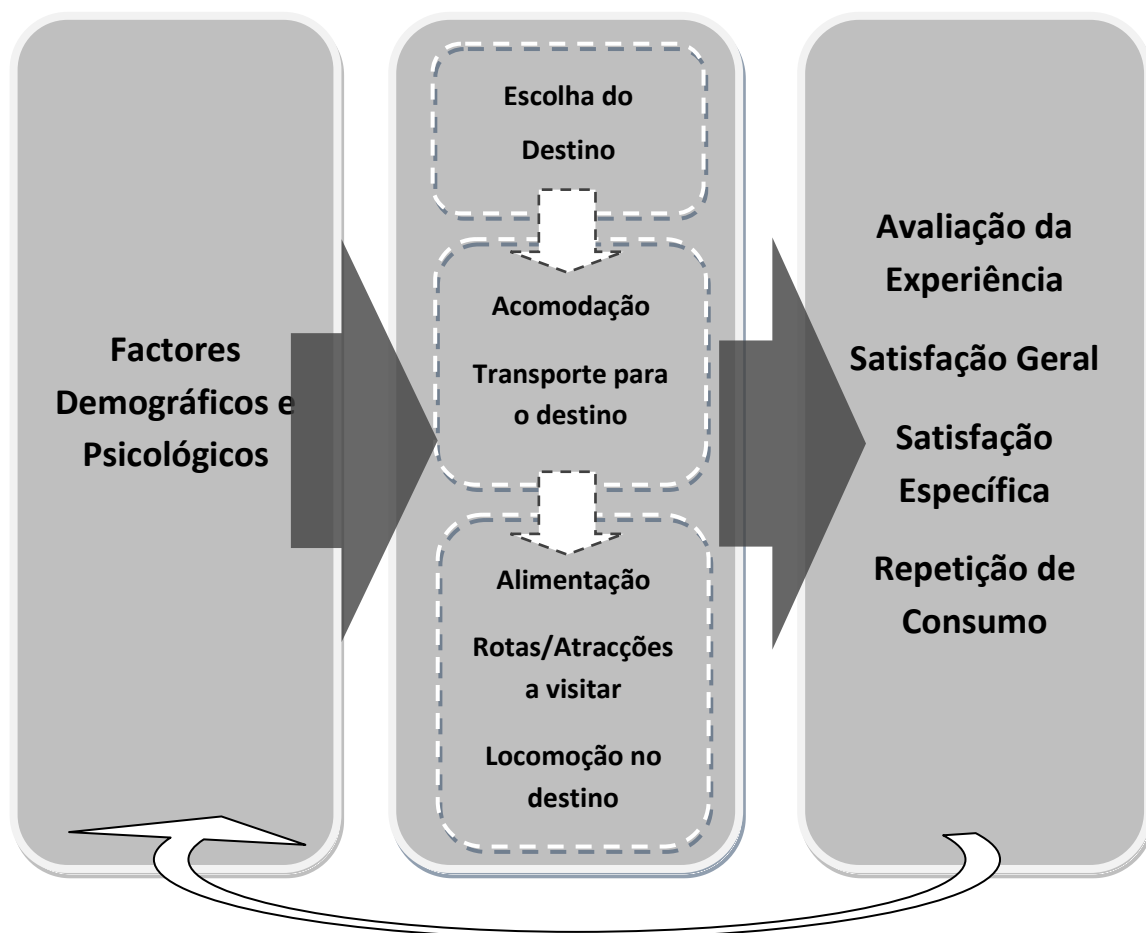 Factores
Demográficos e
Psicológicos
Escolha do
Destino
Acomodação
Transporte para
o destino
Alimentação
Rotas/Atracções
a visitar
Locomoção no
destino
Avaliação da
Experiência
Satisfação Geral
Satisfação
Específica
Repetição de
Consumo